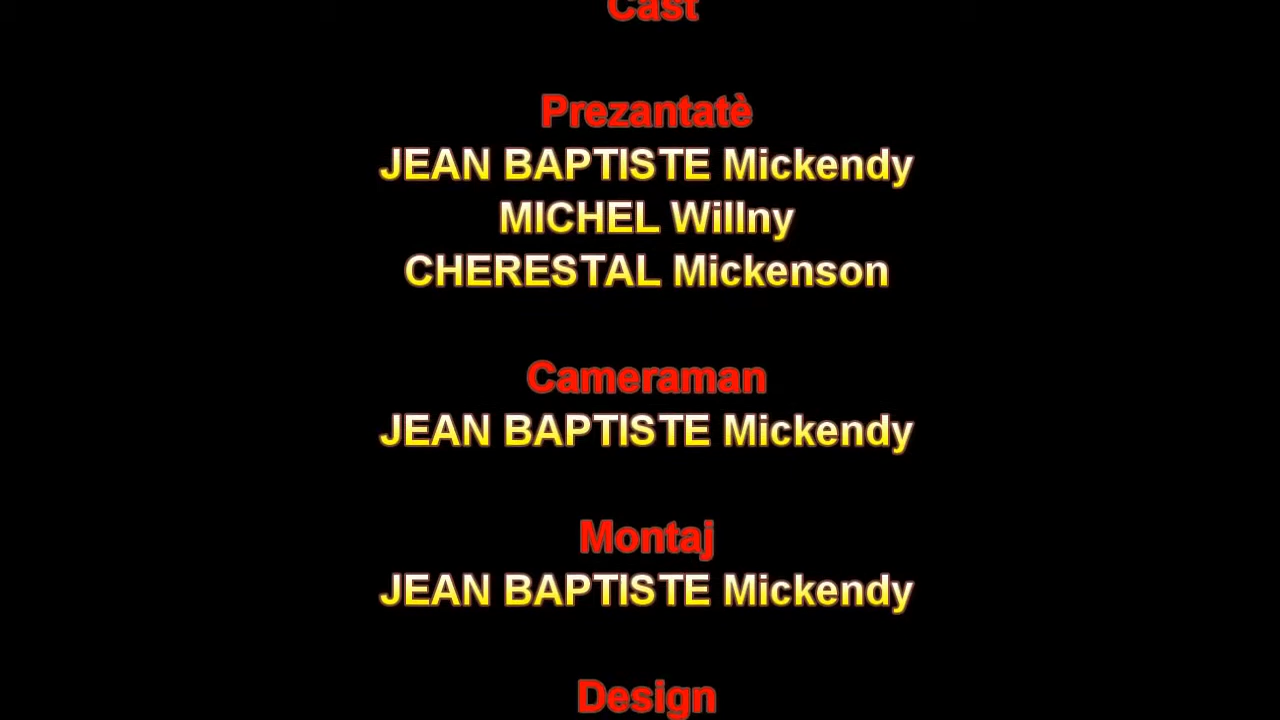 Cast
Prezantatè
JEAN BAPTISTE Mickendy
MICHEL Willny
CHERESTAL Mickenson
Cameraman
JEAN BAPTISTE Mickendy
Montaj
JEAN BAPTISTE Mickendy
Design